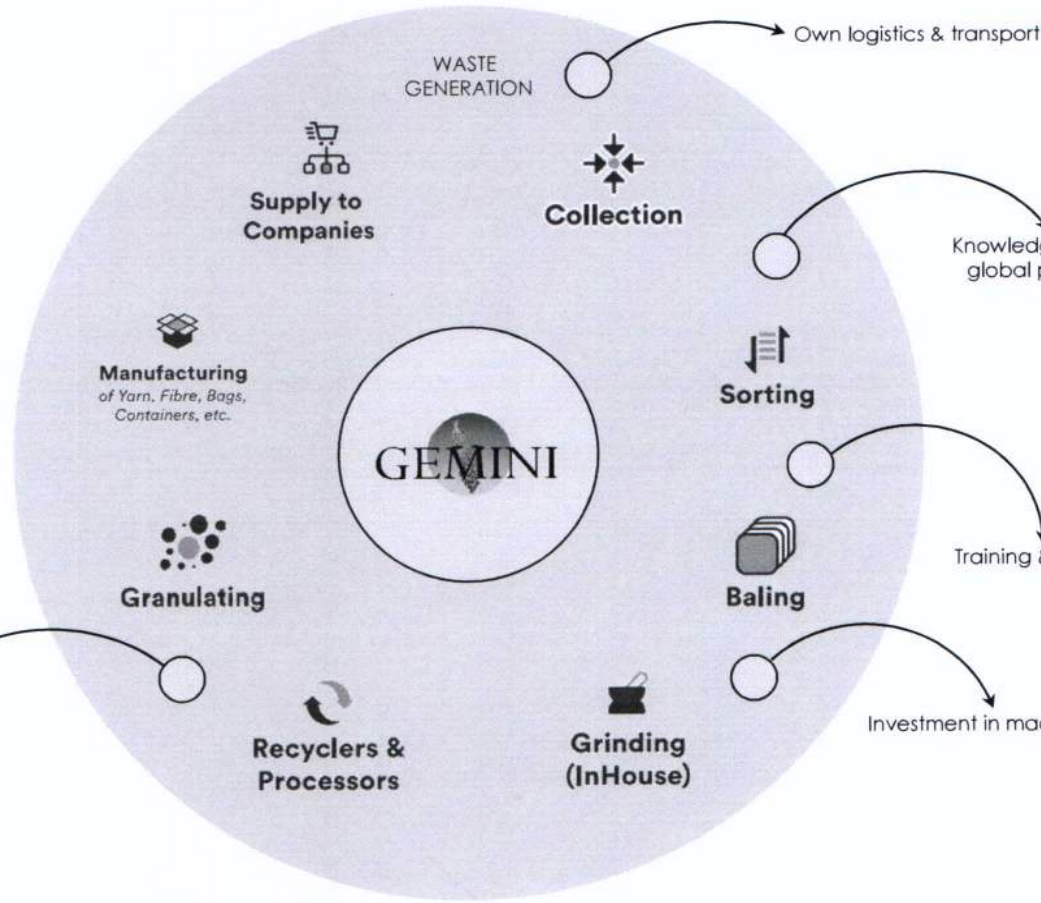 WASTE
GENERATION
Own logistics & transport
Collection
Knowledg
global p
Sorting
Training &
Baling
Investment in mac
Grinding
(InHouse)
Recyclers &
Processors
Granulating
Manufacturing
of Yarn, Fibre, Bags,
Containers, etc.
Supply to
Companies
GEMINI